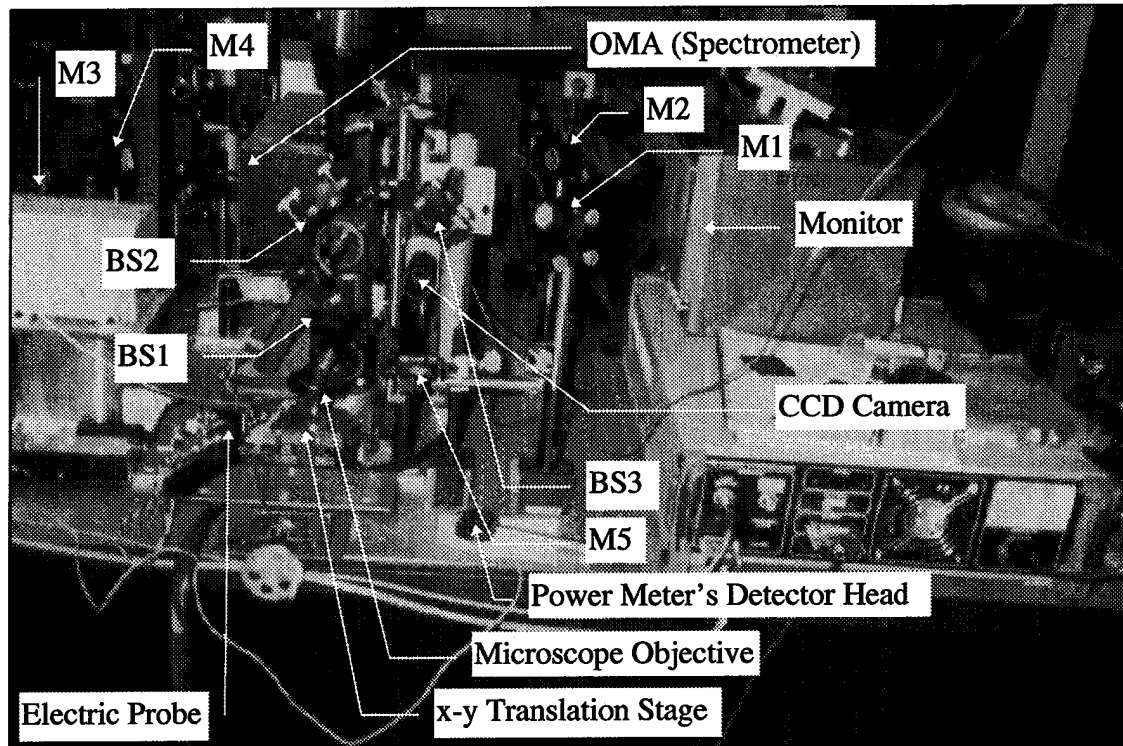 M4
OMA (Spectrometer)
M3
M2
M1
Monitor
BS2
BS1
CCD Camera
BS3
M5
Power Meter's Detector Head
Microscope Objective
Electric Probe
x-y Translation Stage